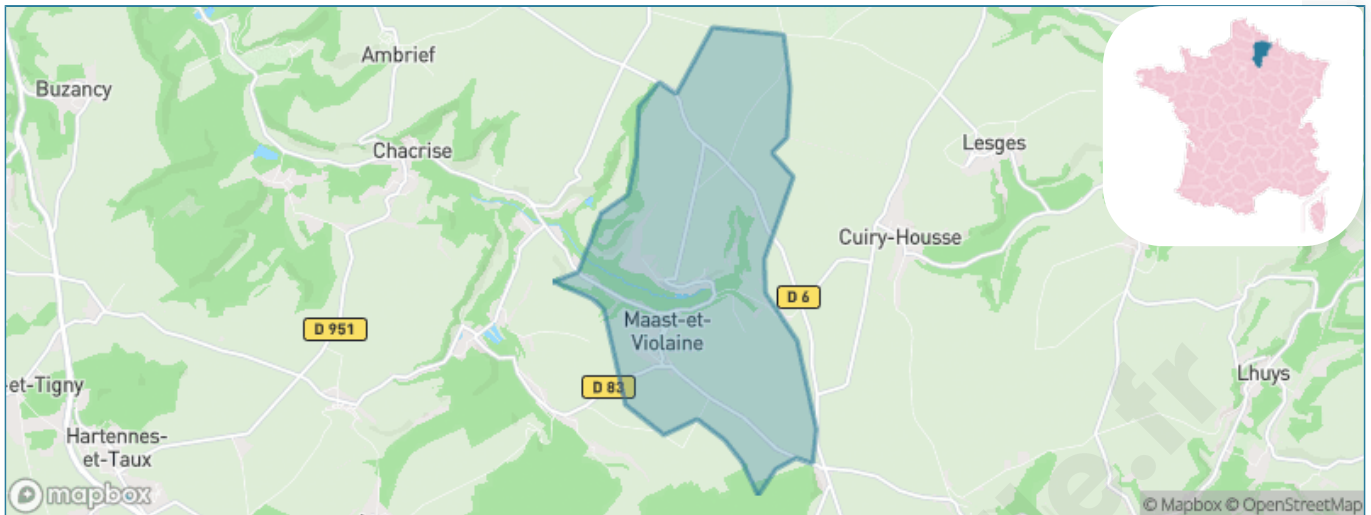 Ambrief
Buzancy
Chacrise
Lesges
Cuiry-Housse
D 6
D 951
Maast-et-
Violaine
D 83
-et-Tigny
Lhuys
Hartennes-
et-Taux
mapbox
© Mapbox © OpenStreetMap